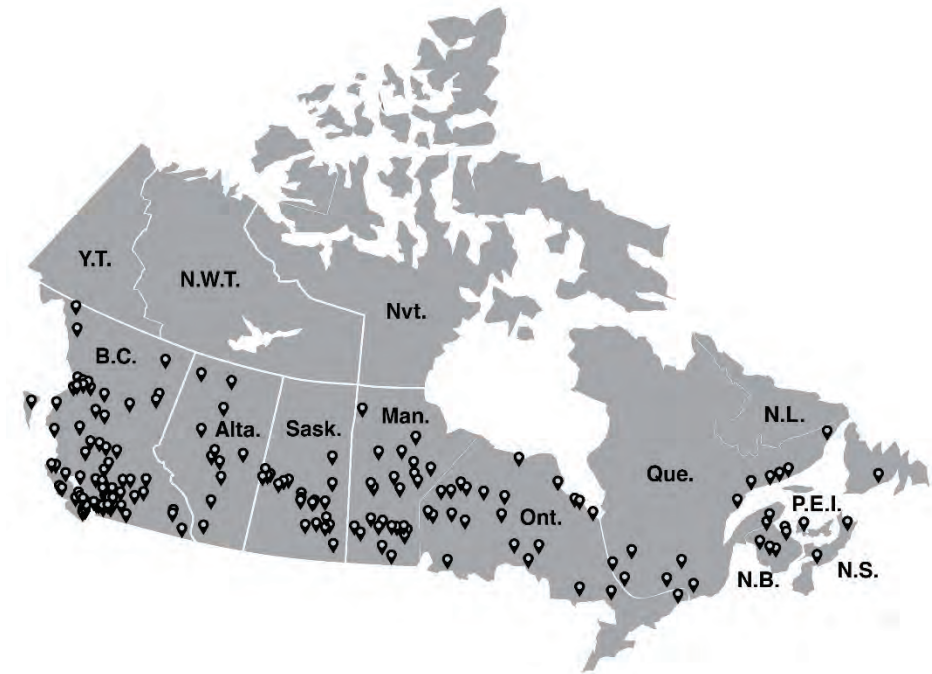 Y.T.
N.W.T.
Nvt.
B.C.
Alta.
Sask.
Man.
Ont.
Que.
N.L.
P.E.I.
N.B.
N.S.